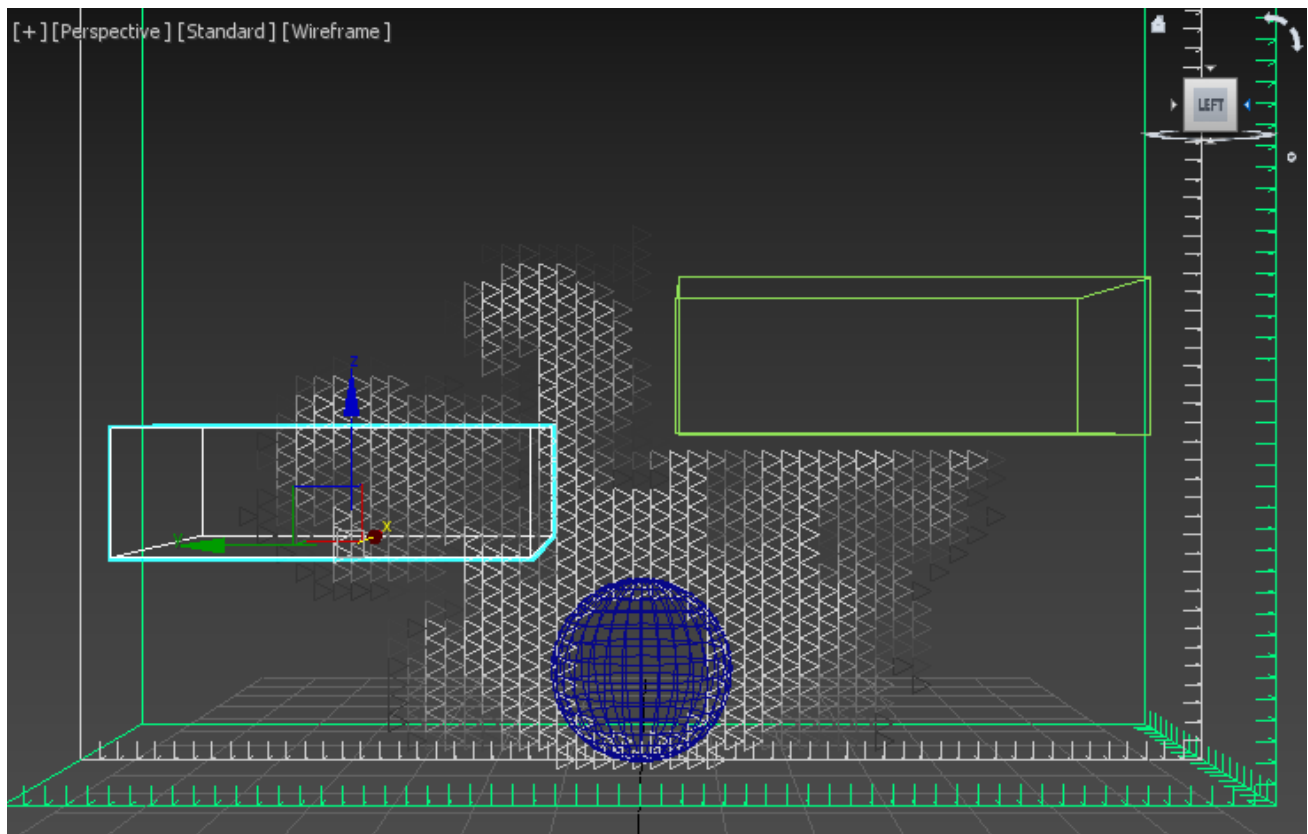 [+] [Perspective ] [Standard ] [Wireframe ]
LEFT
z
x
y